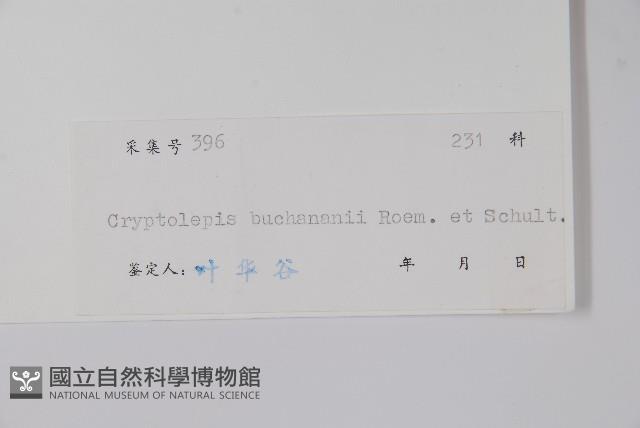 采集号 396 231 科
Cryptolepis buchananii Roem. et Schult.
鉴定人: 叶华谷 年 月 日
國立自然科學博物館
NATIONAL MUSEUM OF NATURAL SCIENCE